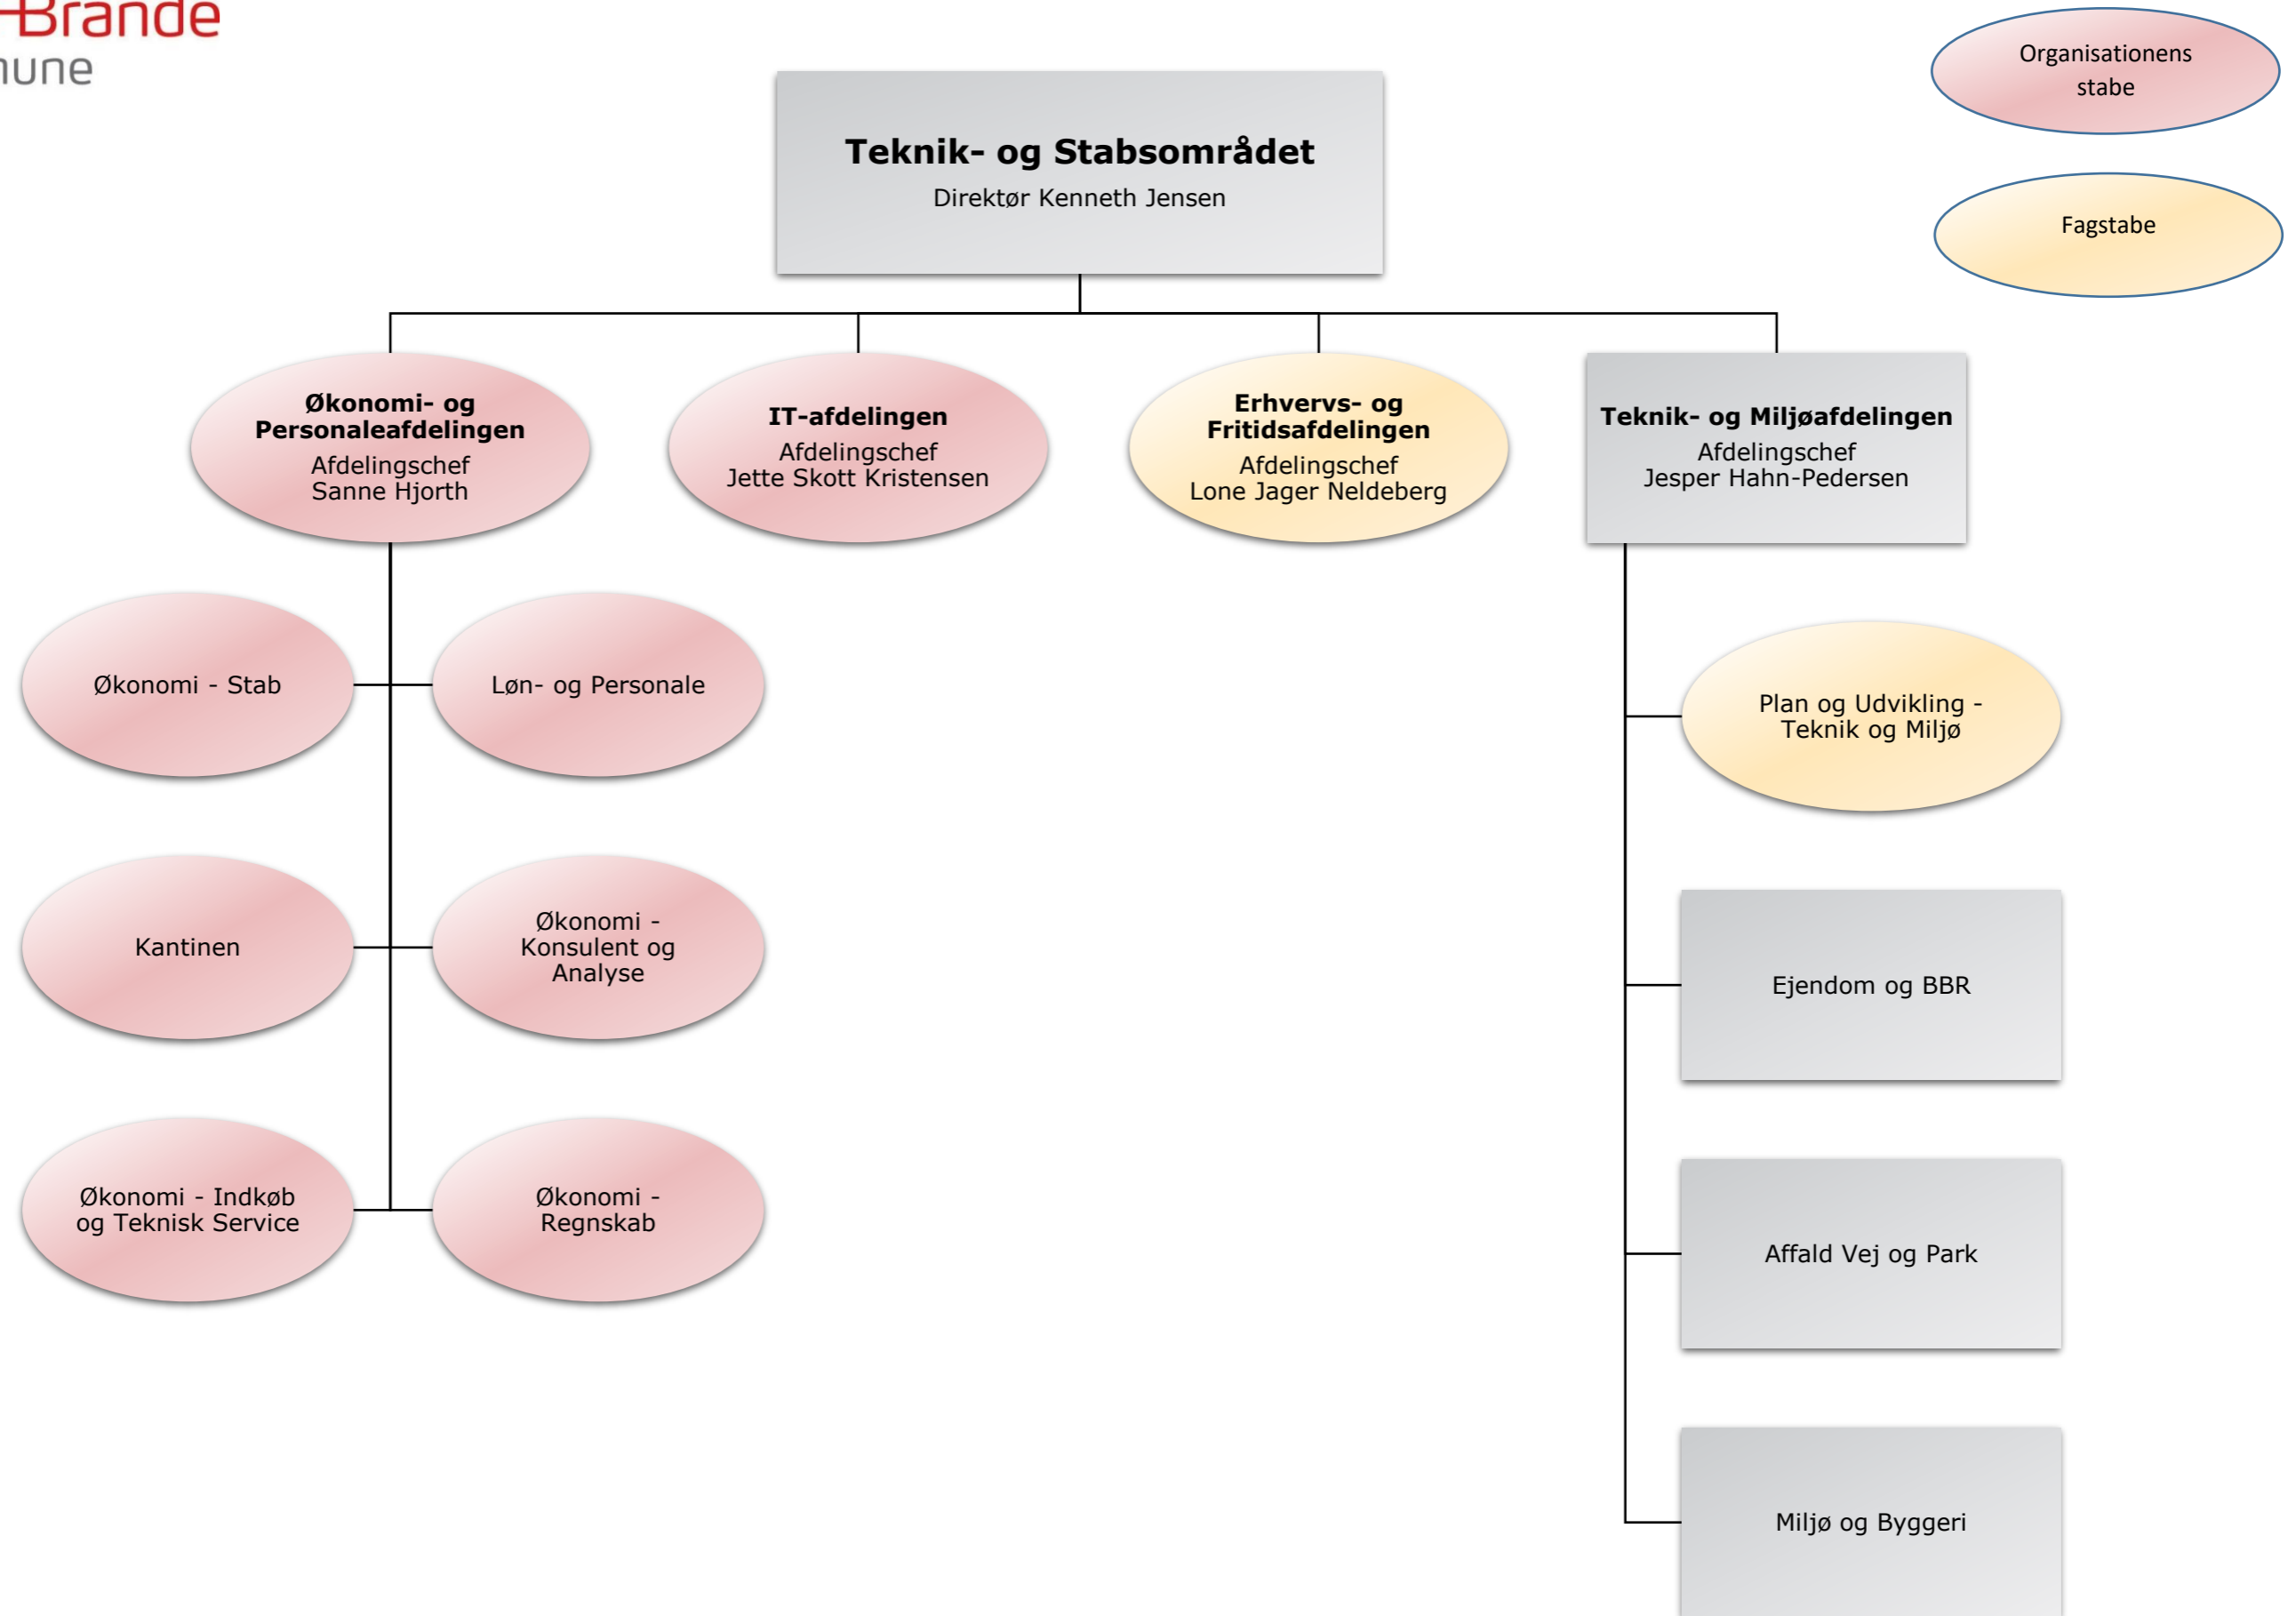 Brande
mune
Organisationens
stabe
Fagstabe
Teknik- og Stabsområdet
Direktør Kenneth Jensen
Økonomi- og
Personaleafdelingen
Afdelingschef
Sanne Hjorth
IT-afdelingen
Afdelingschef
Jette Skott Kristensen
Erhvervs- og
Fritidsafdelingen
Afdelingschef
Lone Jager Neldeberg
Teknik- og Miljøafdelingen
Afdelingschef
Jesper Hahn-Pedersen
Økonomi - Stab
Løn- og Personale
Kantinen
Økonomi -
Konsulent og
Analyse
Økonomi - Indkøb
og Teknisk Service
Økonomi -
Regnskab
Plan og Udvikling -
Teknik og Miljø
Ejendom og BBR
Affald Vej og Park
Miljø og Byggeri